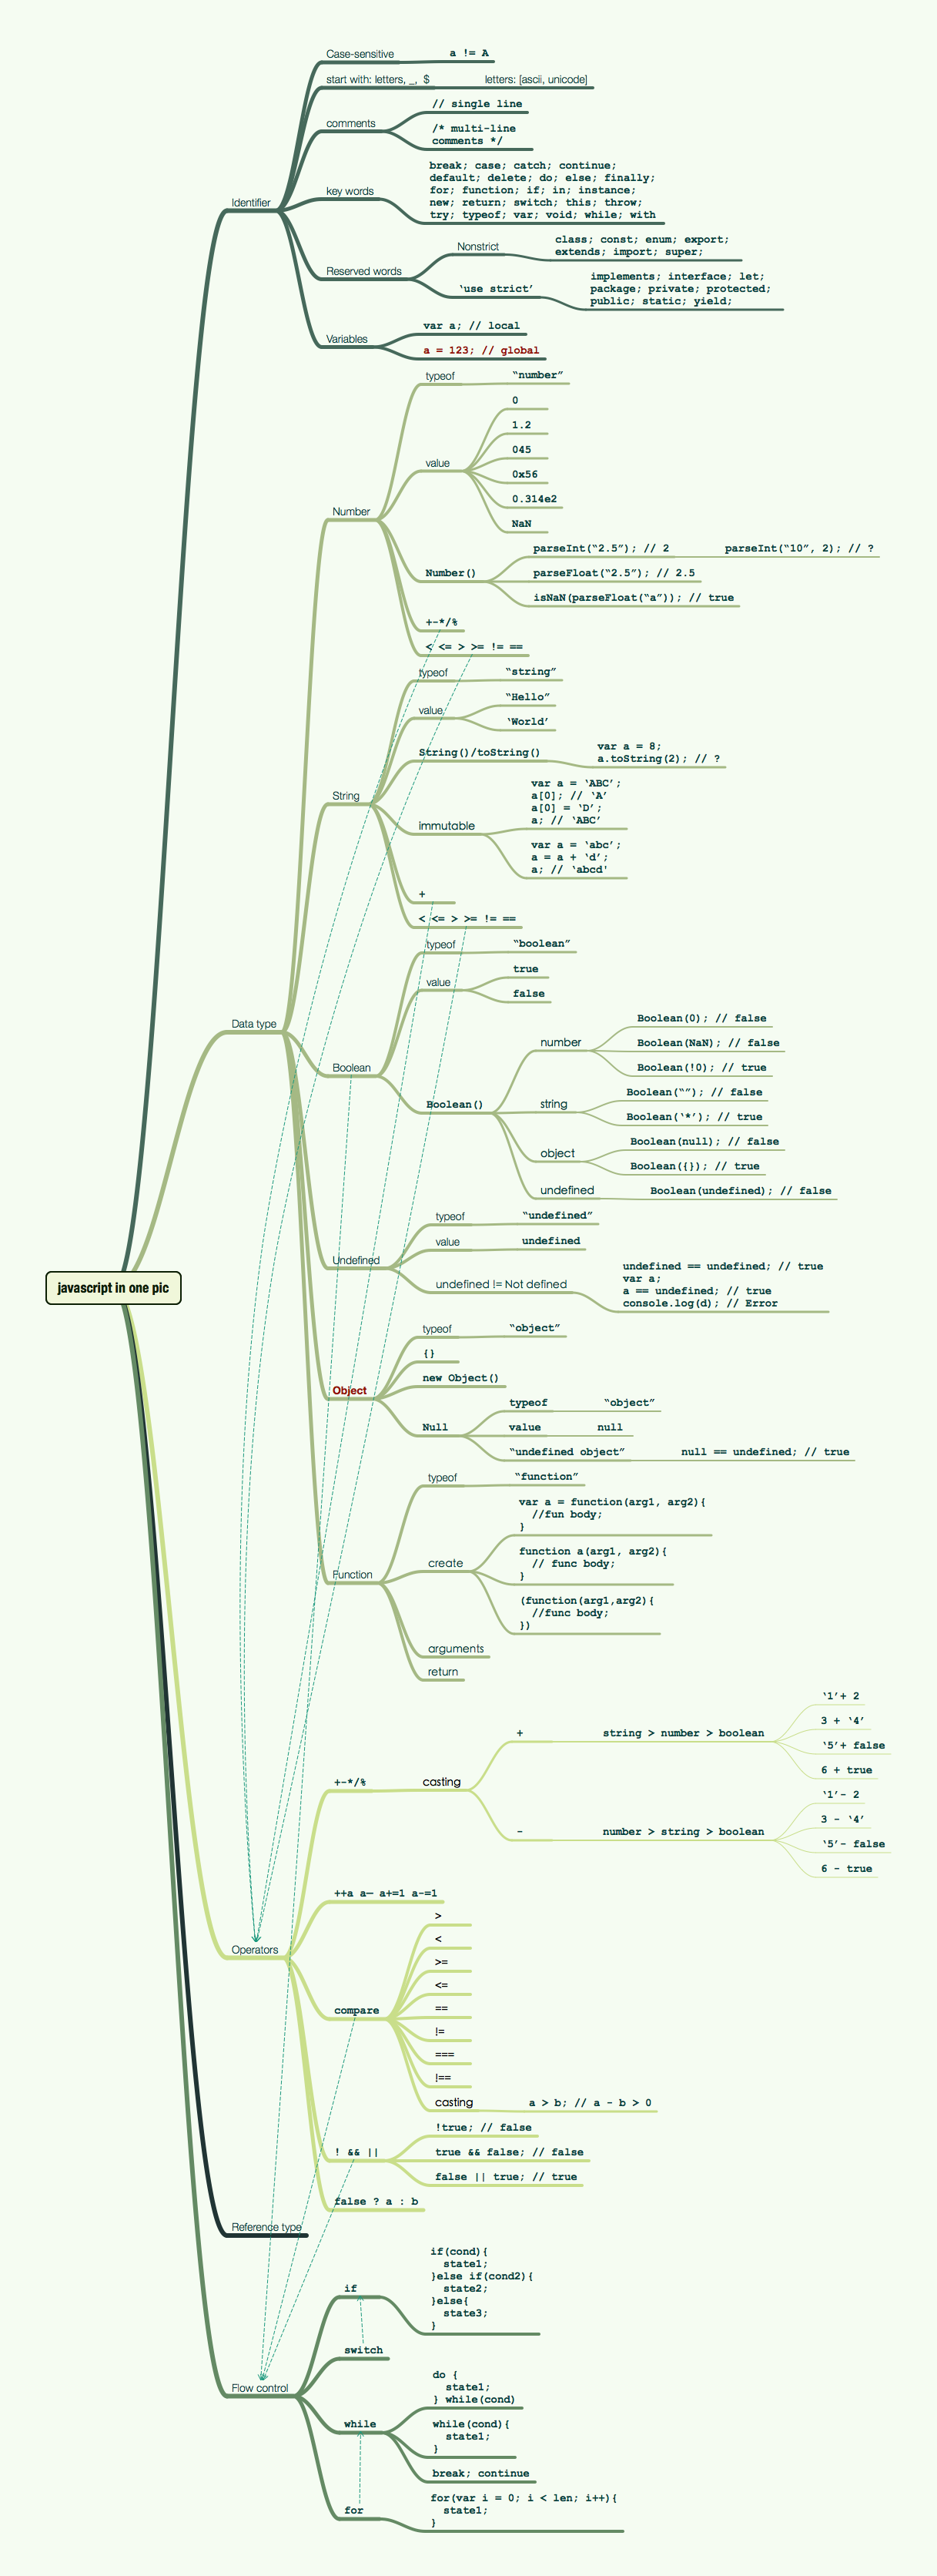 Case-sensitive
a != A
start with: letters, _, $
letters: [ascii, unicode]
comments
// single line
/* multi-line
comments */
key words
break; case; catch; continue;
default; delete; do; else; finally;
for; function; if; in; instance;
new; return; switch; this; throw;
try; typeof; var; void; while; with
Identifier
Reserved words
Nonstrict
class; const; enum; export;
extends; import; super;
‘use strict’
implements; interface; let;
package; private; protected;
public; static; yield;
Variables
var a; // local
a = 123; // global
typeof
“number”
value
0
1.2
045
0x56
0.314e2
NaN
Number
Number()
parseInt(“2.5”); // 2
parseInt(“10”, 2); // ?
parseFloat(“2.5”); // 2.5
isNaN(parseFloat(“a”)); // true
+-*/%
< <= > >= != ==
typeof
“string”
value
“Hello”
‘World’
String()/toString()
var a = 8;
a.toString(2); // ?
String
immutable
var a = ‘ABC’;
a[0]; // ‘A’
a[0] = ‘D’;
a; // ‘ABC’
var a = ‘abc’;
a = a + ‘d’;
a; // ‘abcd'
+
< <= > >= != ==
typeof
“boolean”
value
true
false
Data type
Boolean
Boolean()
number
Boolean(0); // false
Boolean(NaN); // false
Boolean(!0); // true
string
Boolean(“”); // false
Boolean(‘*’); // true
object
Boolean(null); // false
Boolean({}); // true
undefined
Boolean(undefined); // false
typeof
“undefined”
value
undefined
Undefined
undefined != Not defined
undefined == undefined; // true
var a;
a == undefined; // true
console.log(d); // Error
javascript in one pic
typeof
“object”
{}
new Object()
Object
Null
typeof
“object”
value
null
“undefined object”
null == undefined; // true
typeof
“function”
create
var a = function(arg1, arg2){
//fun body;
}
function a(arg1, arg2){
// func body;
}
(function(arg1,arg2){
//func body;
})
Function
arguments
return
+-*/%
casting
+
string > number > boolean
‘1’+ 2
3 + ‘4’
‘5’+ false
6 + true
-
number > string > boolean
‘1’- 2
3 - ‘4’
‘5’- false
6 - true
++a a— a+=1 a-=1
Operators
compare
>
<
>=
<=
==
!=
===
!==
casting
a > b; // a - b > 0
! && ||
!true; // false
true && false; // false
false || true; // true
false ? a : b
Reference type
if
if(cond){
state1;
}else if(cond2){
state2;
}else{
state3;
}
switch
Flow control
while
do {
state1;
} while(cond)
while(cond){
state1;
}
break; continue
for
for(var i = 0; i < len; i++){
state1;
}